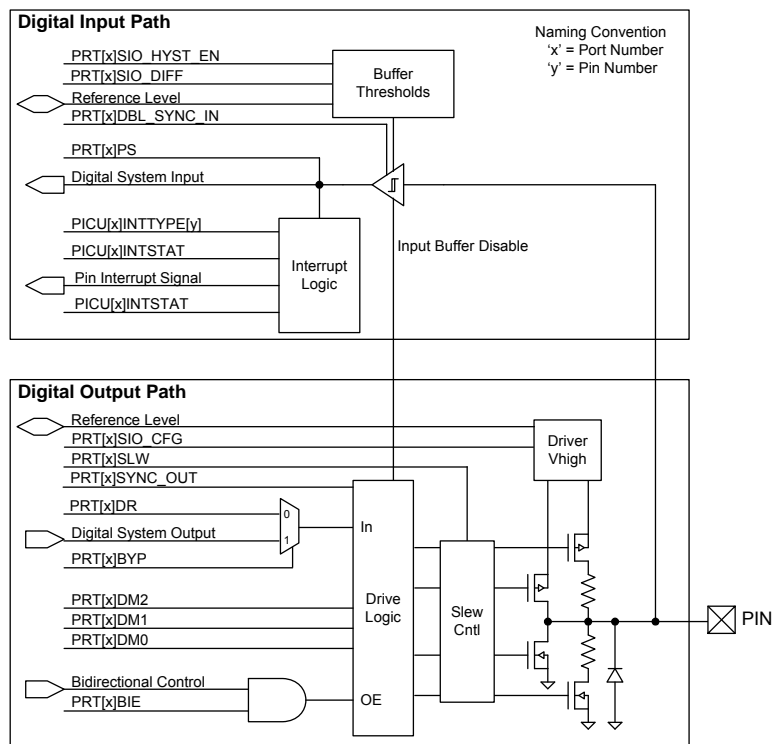 Digital Input Path
Naming Convention
‘x’ = Port Number
‘y’ = Pin Number
PRT[x]SIO_HYST_EN
PRT[x]SIO_DIFF
Reference Level
PRT[x]DBL_SYNC_IN
Buffer
Thresholds
PRT[x]PS
Digital System Input
PICU[x]INTTYPE[y]
PICU[x]INTSTAT
Pin Interrupt Signal
PICU[x]INTSTAT
Interrupt
Logic
Input Buffer Disable
Digital Output Path
Reference Level
PRT[x]SIO_CFG
PRT[x]SLW
PRT[x]SYNC_OUT
Driver
Vhigh
PRT[x]DR
Digital System Output
PRT[x]BYP
0
1
In
PRT[x]DM2
PRT[x]DM1
PRT[x]DM0
Drive
Logic
Slew
Cntl
PIN
Bidirectional Control
PRT[x]BIE
OE